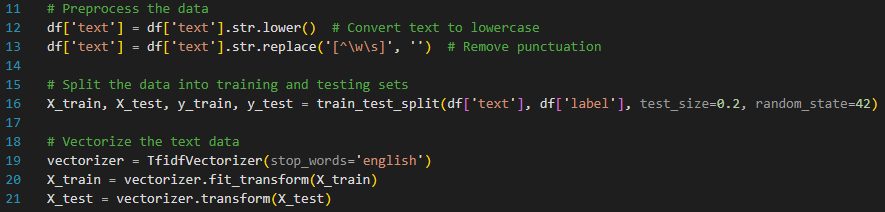 11 # Preprocess the data
12 df['text'] = df['text'].str.lower()  # Convert text to lowercase
13 df['text'] = df['text'].str.replace('[^\w\s]', '')  # Remove punctuation
14
15 # Split the data into training and testing sets
16 X_train, X_test, y_train, y_test = train_test_split(df['text'], df['label'], test_size=0.2, random_state=42)
17
18 # Vectorize the text data
19 vectorizer = TfidfVectorizer(stop_words='english')
20 X_train = vectorizer.fit_transform(X_train)
21 X_test = vectorizer.transform(X_test)